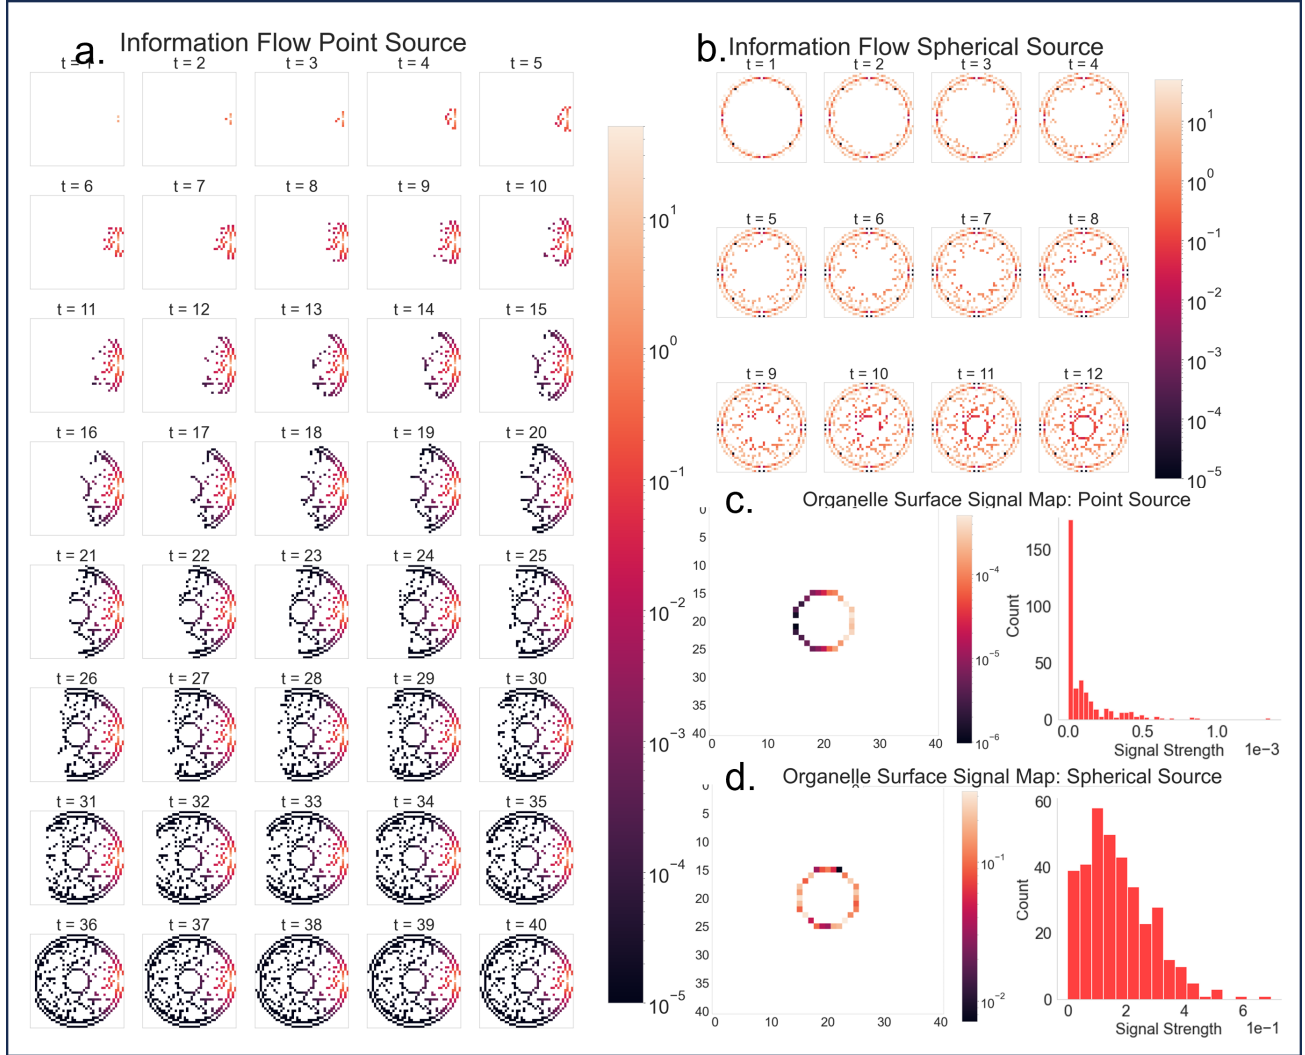 a.
Information Flow Point Source
t = 1
t = 2
t = 3
t = 4
t = 5
t = 6
t = 7
t = 8
t = 9
t = 10
t = 11
t = 12
t = 13
t = 14
t = 15
t = 16
t = 17
t = 18
t = 19
t = 20
t = 21
t = 22
t = 23
t = 24
t = 25
t = 26
t = 27
t = 28
t = 29
t = 30
t = 31
t = 32
t = 33
t = 34
t = 35
t = 36
t = 37
t = 38
t = 39
t = 40
10¹
10⁰
10⁻¹
10⁻²
10⁻³
10⁻⁴
10⁻⁵
b.
Information Flow Spherical Source
t = 1
t = 2
t = 3
t = 4
t = 5
t = 6
t = 7
t = 8
t = 9
t = 10
t = 11
t = 12
10¹
10⁰
10⁻¹
10⁻²
10⁻³
10⁻⁴
10⁻⁵
c.
Organelle Surface Signal Map: Point Source
0
5
10
15
20
25
30
35
40
0
10
20
30
40
10⁻⁴
10⁻⁵
10⁻⁶
Count
150
100
50
0
0.0
0.5
1.0
Signal Strength
1e−3
d.
Organelle Surface Signal Map: Spherical Source
0
5
10
15
20
25
30
35
40
0
10
20
30
40
10⁻¹
10⁻²
Count
60
40
20
0
0
2
4
6
Signal Strength
1e−1